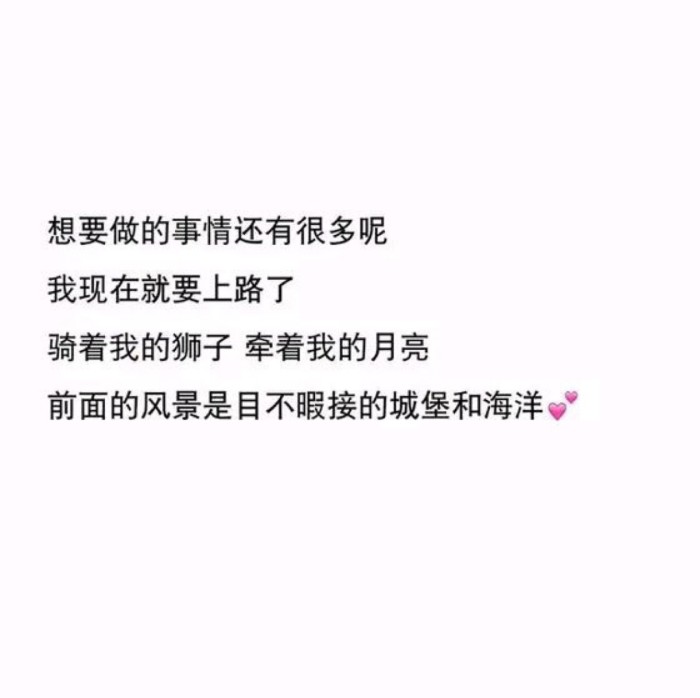 想要做的事情还有很多呢
我现在就要上路了
骑着我的狮子 牵着我的月亮
前面的风景是目不暇接的城堡和海洋💕